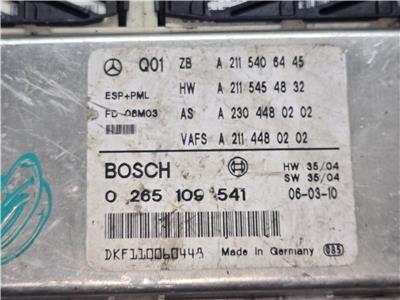 Q01 ZB A 211 540 64 45
ESP+PML HW A 211 545 48 32
FD 06M03 AS A 230 448 02 02
VAFS A 211 448 02 02
BOSCH HW 35/04
SW 35/04
0 265 109 541 06-03-10
Made in Germany